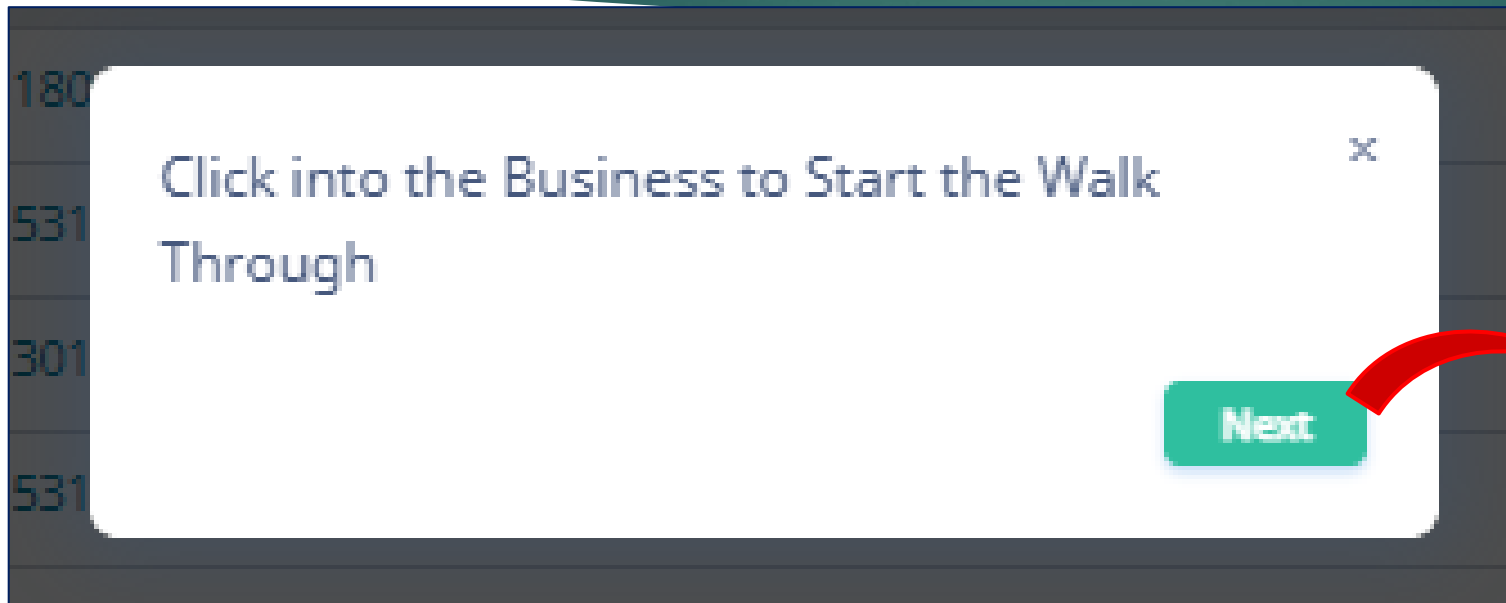 180
Click into the Business to Start the Walk
×
531
Through
301
Next
531